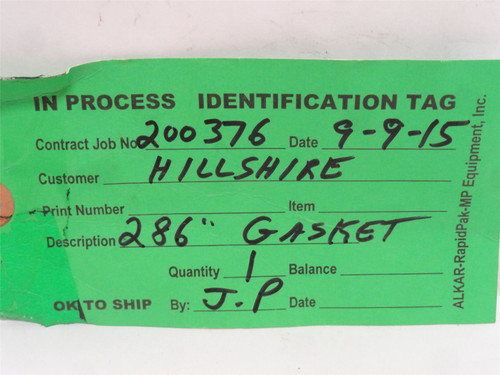 IN PROCESS IDENTIFICATION TAG
Contract Job No. 200376 Date 9-9-15
Customer HILLSHIRE
Print Number Item
Description 286" GASKET
Quantity 1 Balance
OK TO SHIP By: J.P Date
ALKAR-RapidPak-MP Equipment, Inc.